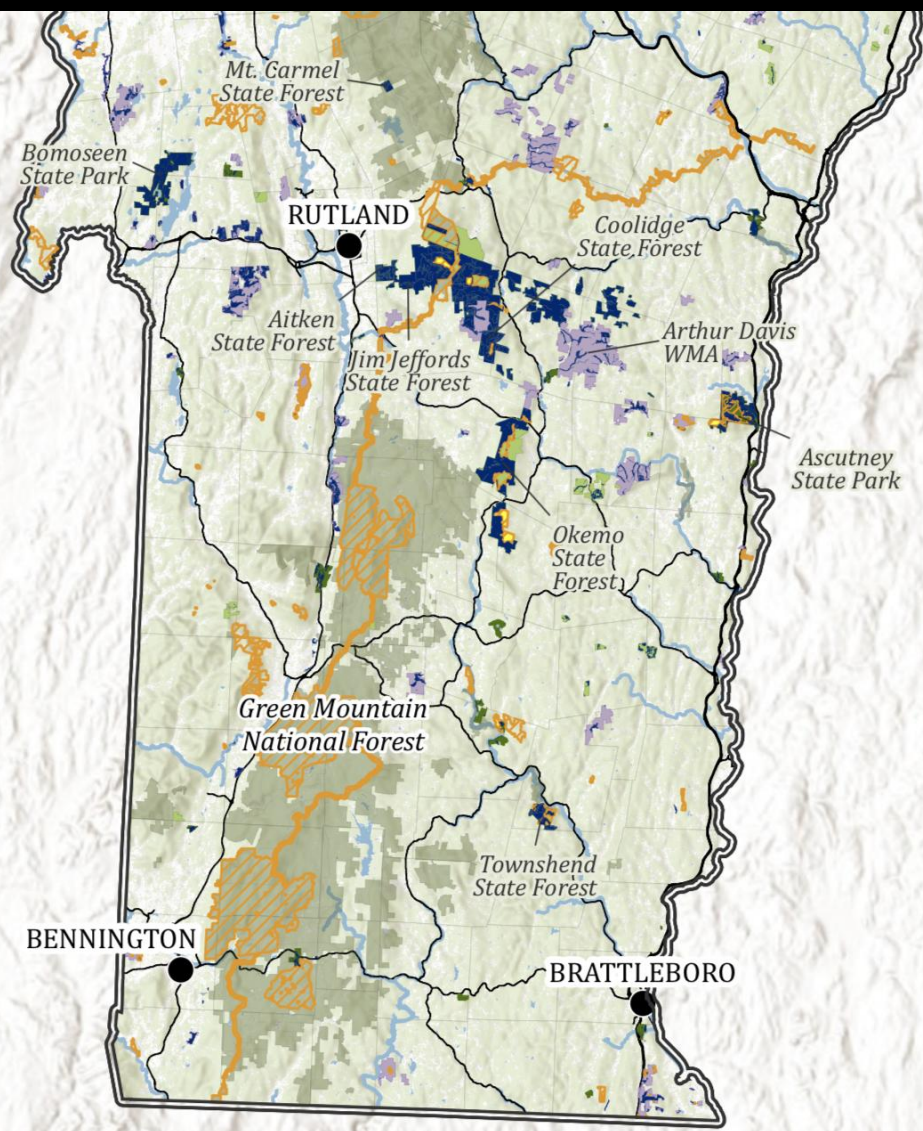 Mt. Carmel
State Forest
Bomoseen
State Park
RUTLAND
Coolidge
State Forest
Aitken
State Forest
Jim Jeffords
State Forest
Arthur Davis
WMA
Ascutney
State Park
Okemo
State
Forest
Green Mountain
National Forest
Townshend
State Forest
BENNINGTON
BRATTLEBORO